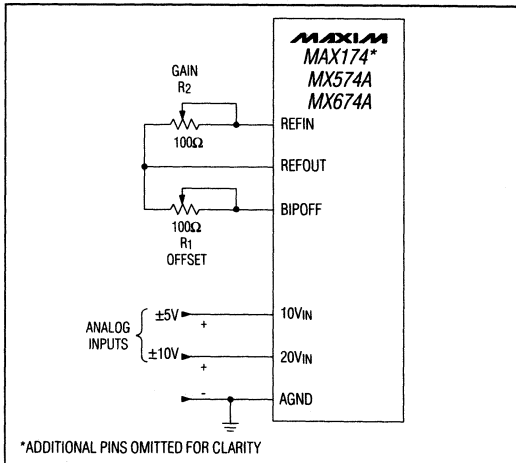 MAXIM
MAX174*
MX574A
MX674A
GAIN
R2
100Ω
REFIN
REFOUT
BIPOFF
100Ω
R1
OFFSET
ANALOG
INPUTS
±5V
+
10VIN
±10V
+
20VIN
-
AGND
*ADDITIONAL PINS OMITTED FOR CLARITY